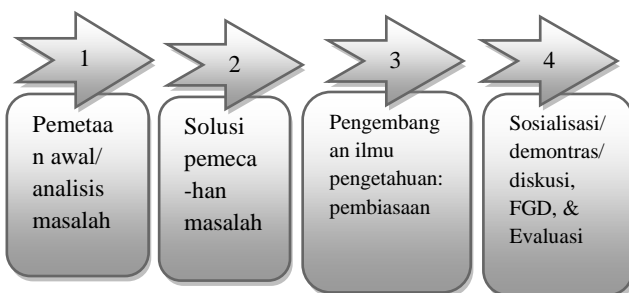 1
Pemetaa
n awal/
analisis
masalah
2
Solusi
pemeca
-han
masalah
3
Pengembang
an ilmu
pengetahuan:
pembiasaan
4
Sosialisasi/
demontras/
diskusi,
FGD, &
Evaluasi